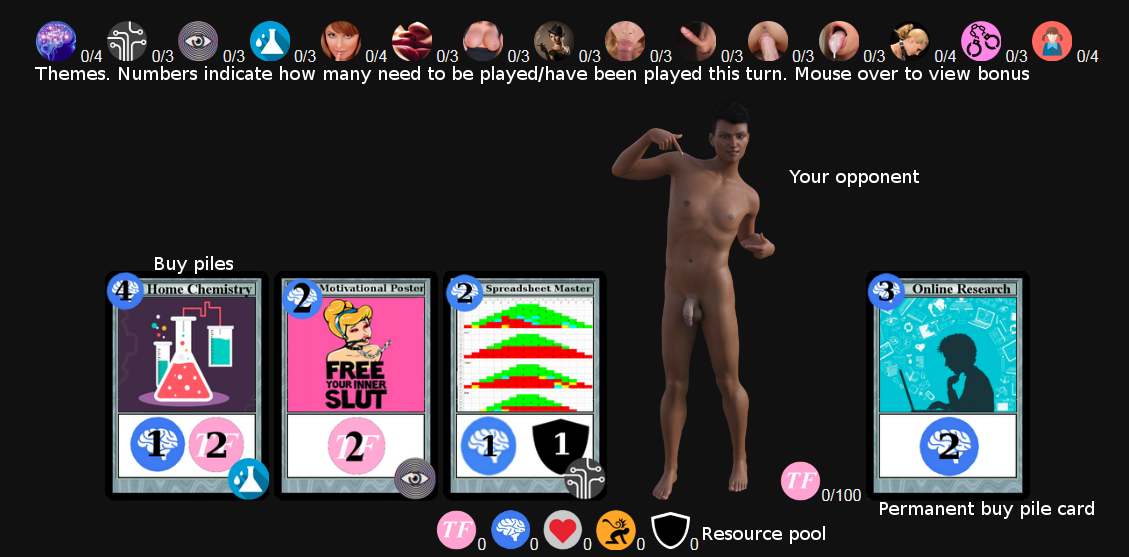 0/4 0/3 0/3 0/3 0/4 0/3 0/3 0/3 0/3 0/3 0/3 0/3 0/4 0/3 0/4
Themes. Numbers indicate how many need to be played/have been played this turn. Mouse over to view bonus
Your opponent
Buy piles
4 Home Chemistry
1 TF 2
2 Motivational Poster
FREE
YOUR INNER
SLUT
TF 2
2 Spreadsheet Master
1 1
3 Online Research
2
TF 0/100
Permanent buy pile card
TF 0 0 0 0 0 Resource pool